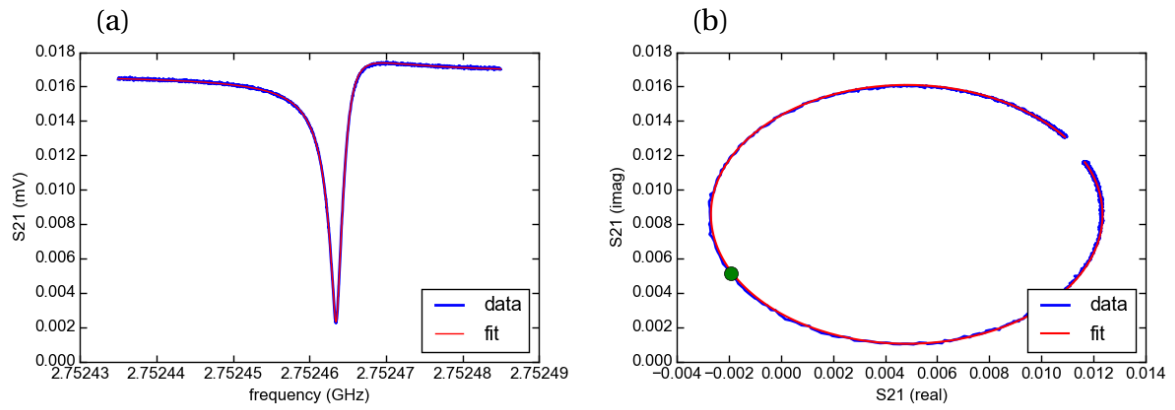 (a)
0.018
0.016
0.014
0.012
0.010
0.008
0.006
0.004
0.002
0.000
S21 (mV)
2.75243 2.75244 2.75245 2.75246 2.75247 2.75248 2.75249
frequency (GHz)
data
fit
(b)
0.018
0.016
0.014
0.012
0.010
0.008
0.006
0.004
0.002
0.000
S21 (imag)
−0.004 −0.002 0.000 0.002 0.004 0.006 0.008 0.010 0.012 0.014
S21 (real)
data
fit